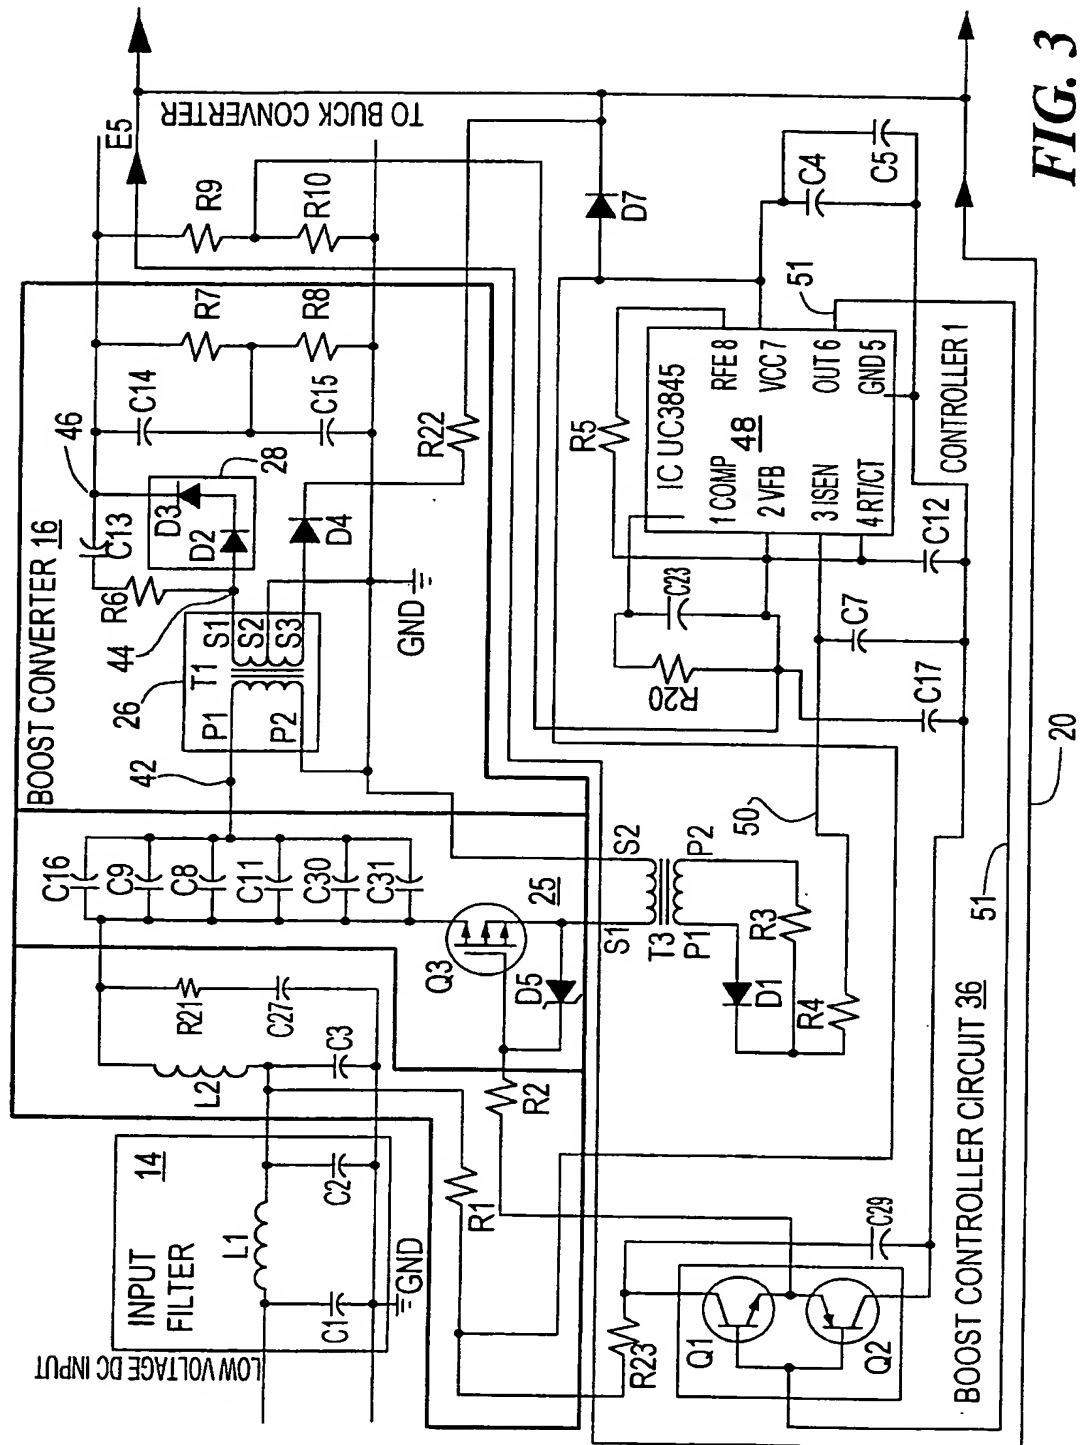 LOW VOLTAGE DC INPUT
INPUT
FILTER
14
L1
C1
C2
GND
L2
C3
R21
C27
R1
BOOST CONVERTER 16
C16
C9
C8
C11
C30
C31
Q3
25
D5
R2
42
26
T1
P1
P2
S1
S2
S3
44
R6
C13
46
D3
D2
28
D4
GND
C14
C15
R7
R8
R9
R10
R22
E5
TO BUCK CONVERTER
S1
S2
T3
P1
P2
D1
R3
R4
50
R20
C23
R5
IC UC3845
1 COMP
RFE 8
48
2 VFB
VCC 7
3 ISEN
OUT 6
4 RT/CT
GND 5
51
D7
C4
C5
C7
C12
C17
CONTROLLER 1
R23
C29
Q1
Q2
BOOST CONTROLLER CIRCUIT 36
51
20
FIG. 3